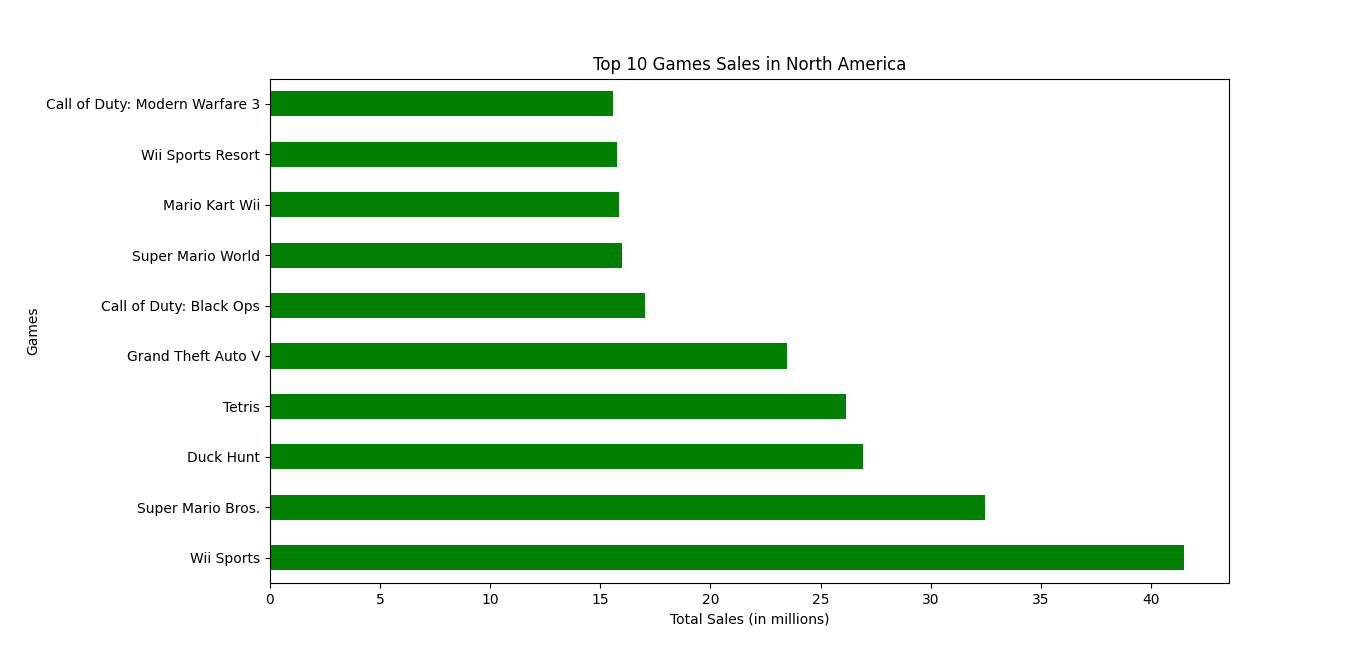 Top 10 Games Sales in North America
Call of Duty: Modern Warfare 3
Wii Sports Resort
Mario Kart Wii
Super Mario World
Call of Duty: Black Ops
Games
Grand Theft Auto V
Tetris
Duck Hunt
Super Mario Bros.
Wii Sports
0 5 10 15 20 25 30 35 40
Total Sales (in millions)